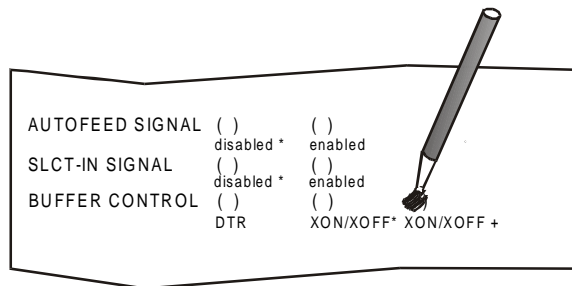 AUTOFEED SIGNAL ( ) ( )
disabled * enabled
SLCT-IN SIGNAL ( ) ( )
disabled * enabled
BUFFER CONTROL ( ) ( )
DTR XON/XOFF* XON/XOFF +